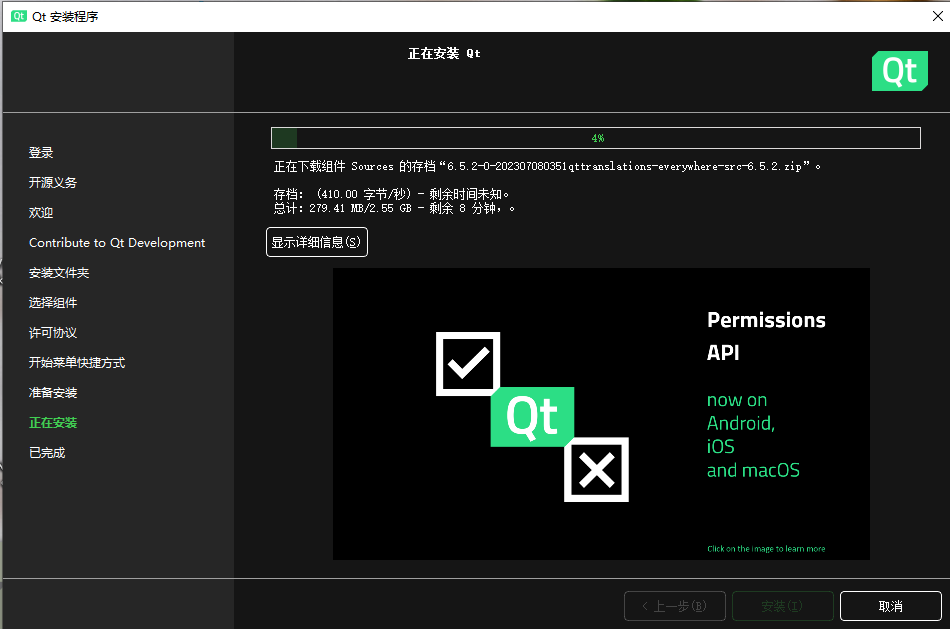 Qt Qt 安装程序
正在安装 Qt
Qt
登录
开源义务
欢迎
Contribute to Qt Development
安装文件夹
选择组件
许可协议
开始菜单快捷方式
准备安装
正在安装
已完成
4%
正在下载组件 Sources 的存档“6.5.2-0-202307080351qttranslations-everywhere-src-6.5.2.zip”。
存档: (410.00 字节/秒) - 剩余时间未知。
总计: 279.41 MB/2.55 GB - 剩余 8 分钟，。
显示详细信息(S)
Qt
Permissions
API
now on
Android,
iOS
and macOS
Click on the image to learn more
< 上一步(B)
安装(I)
取消